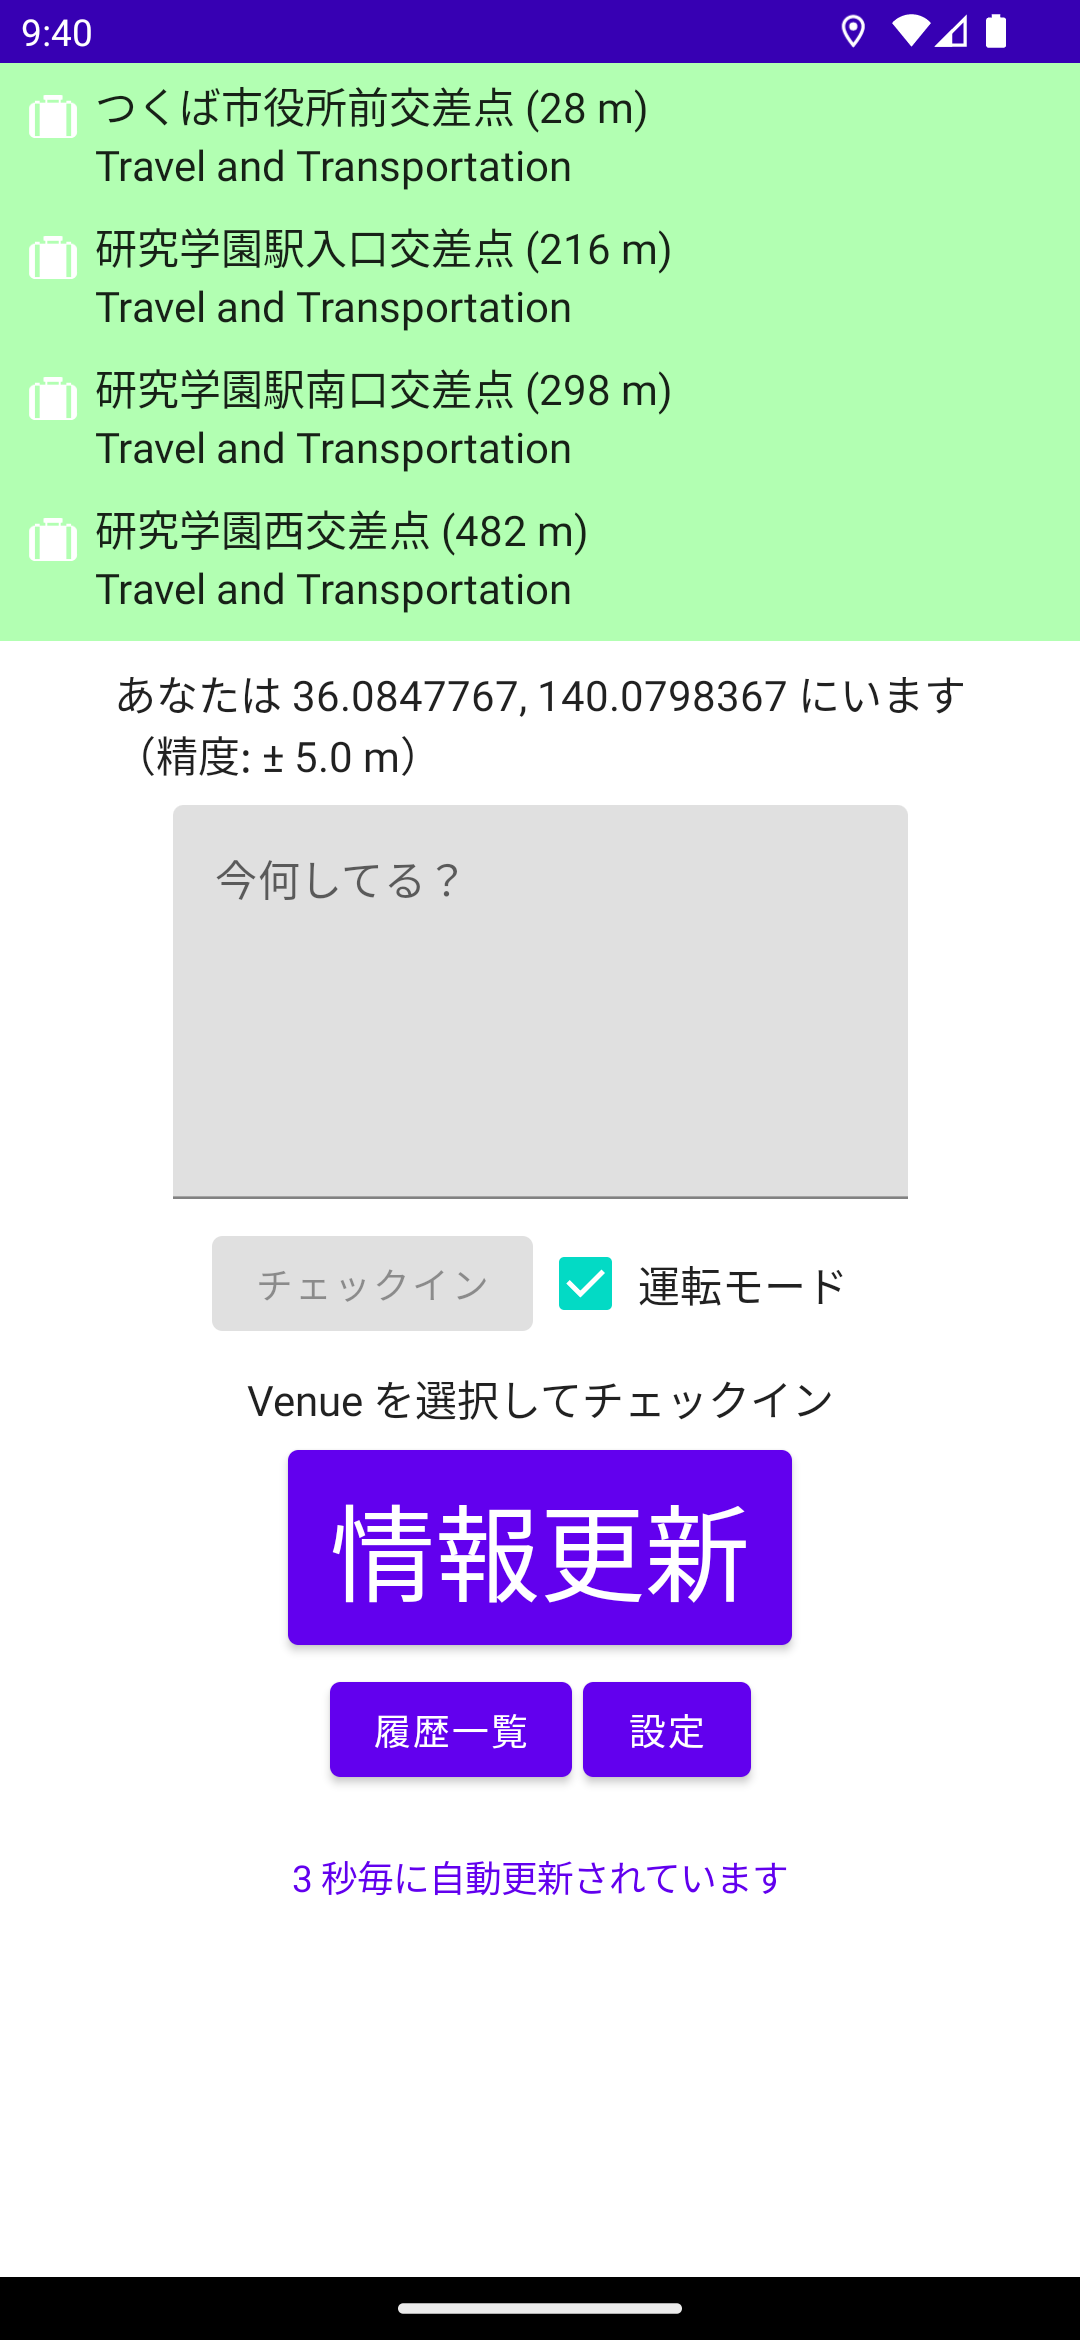 9:40
つくば市役所前交差点 (28 m)
Travel and Transportation
研究学園駅入口交差点 (216 m)
Travel and Transportation
研究学園駅南口交差点 (298 m)
Travel and Transportation
研究学園西交差点 (482 m)
Travel and Transportation
あなたは 36.0847767, 140.0798367 にいます
（精度: ± 5.0 m）
今何してる？
チェックイン
運転モード
Venue を選択してチェックイン
情報更新
履歴一覧
設定
3 秒毎に自動更新されています